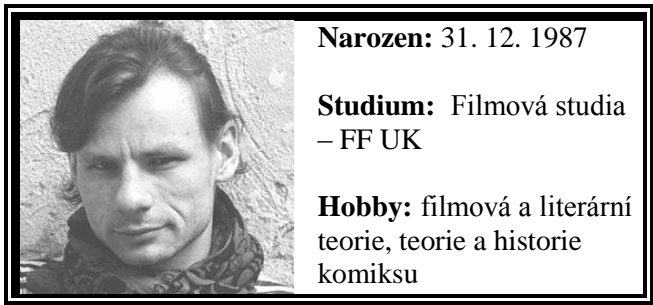 Narozen: 31. 12. 1987
Studium: Filmová studia
– FF UK
Hobby: filmová a literární
teorie, teorie a historie
komiksu